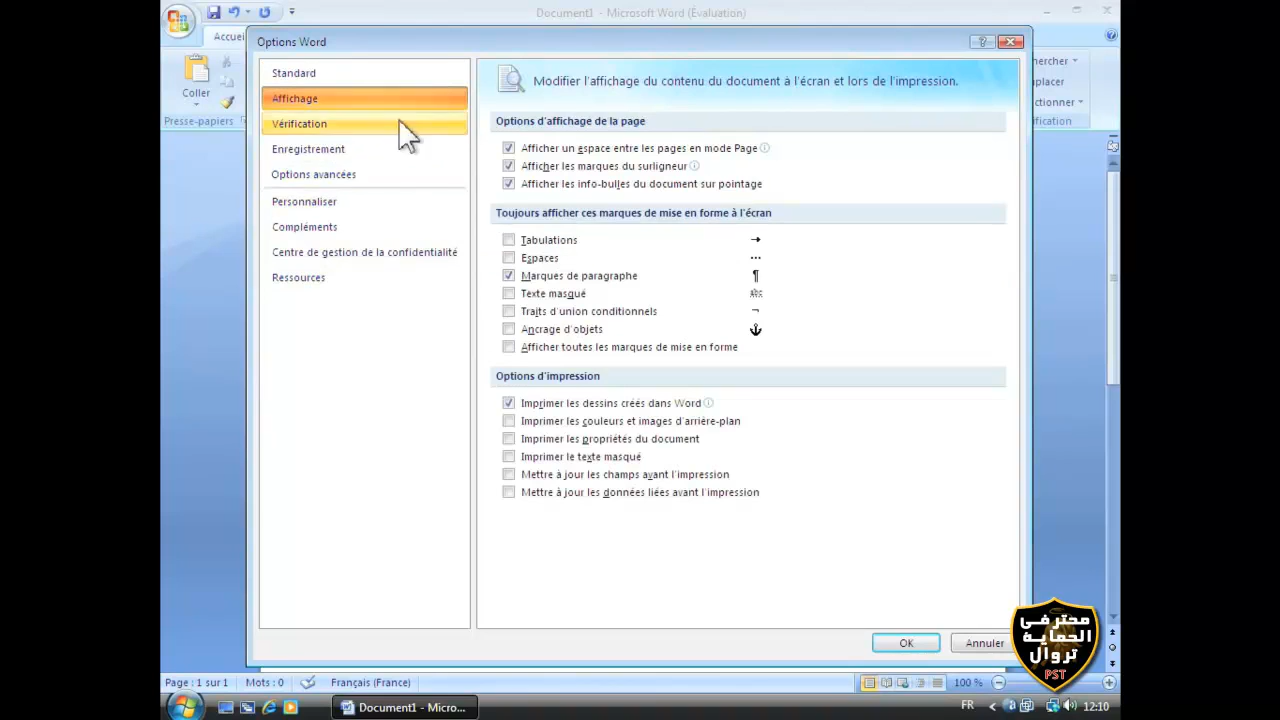 Document1 - Microsoft Word (Évaluation)
Accuei
Coller
Presse-papiers
hercher
placer
ctionner
ification
Options Word
Standard
Affichage
Vérification
Enregistrement
Options avancées
Personnaliser
Compléments
Centre de gestion de la confidentialité
Ressources
Modifier l'affichage du contenu du document à l'écran et lors de l'impression.
Options d'affichage de la page
Afficher un espace entre les pages en mode Page
Afficher les marques du surligneur
Afficher les info-bulles du document sur pointage
Toujours afficher ces marques de mise en forme à l'écran
Tabulations →
Espaces ...
Marques de paragraphe ¶
Texte masqué abc
Traits d'union conditionnels ¬
Ancrage d'objets
Afficher toutes les marques de mise en forme
Options d'impression
Imprimer les dessins créés dans Word
Imprimer les couleurs et images d'arrière-plan
Imprimer les propriétés du document
Imprimer le texte masqué
Mettre à jour les champs avant l'impression
Mettre à jour les données liées avant l'impression
OK
Annuler
محترفي
الحماية
تروال
PST
Page : 1 sur 1 Mots : 0 Français (France) 100 %
Document1 - Micro... FR 12:10